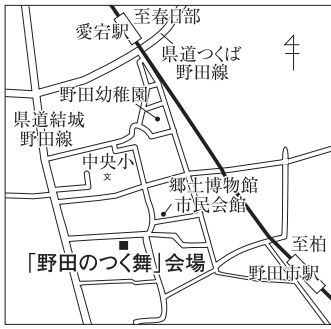 至春日部
愛宕駅
県道つくば
野田線
野田幼稚園
県道結城
野田線
中央小
文
郷土博物館
市民会館
「野田のつく舞」会場
至柏
野田市駅